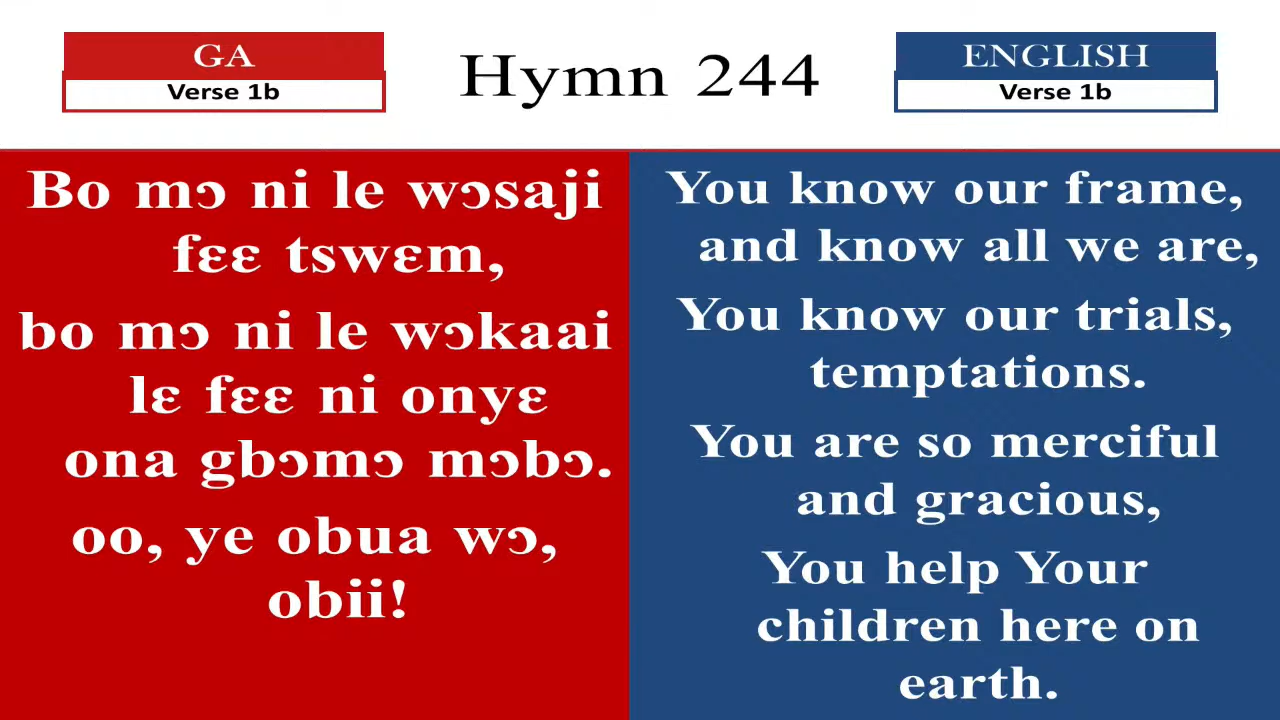 GA
Verse 1b
Hymn 244
ENGLISH
Verse 1b
Bo mɔ ni le wɔsaji
fɛɛ tswɛm,
bo mɔ ni le wɔkaai
lɛ fɛɛ ni onyɛ
ona gbɔmɔ mɔbɔ.
oo, ye obua wɔ,
obii!
You know our frame,
and know all we are,
You know our trials,
temptations.
You are so merciful
and gracious,
You help Your
children here on
earth.